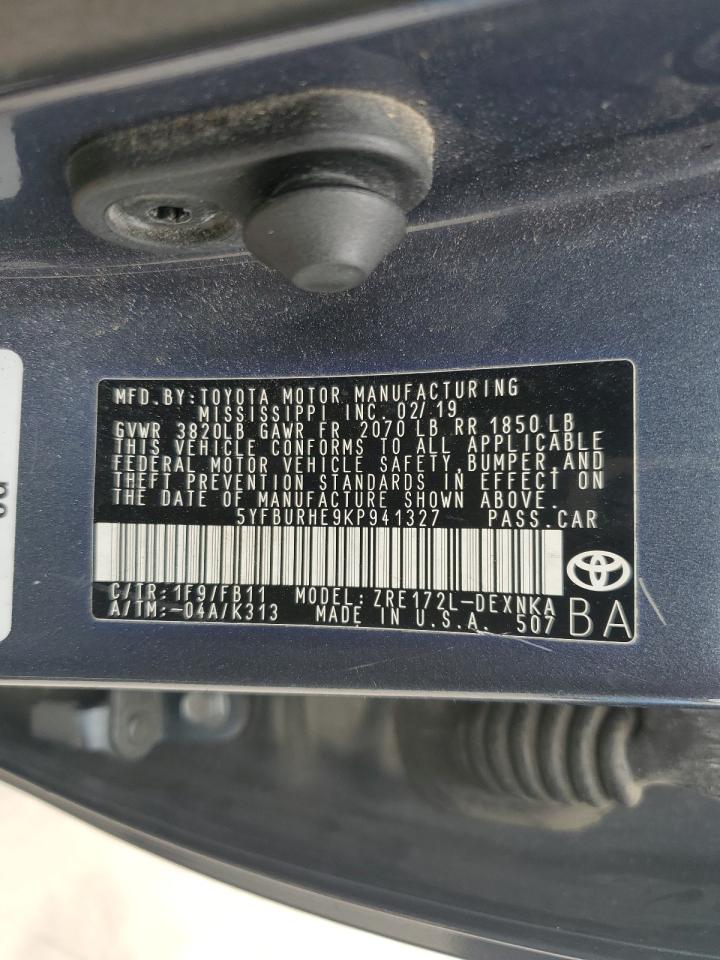 MFD.BY:TOYOTA MOTOR MANUFACTURING
MISSISSIPPI INC. 02/19
GVWR 3820LB GAWR FR 2070 LB RR 1850 LB
THIS VEHICLE CONFORMS TO ALL APPLICABLE
FEDERAL MOTOR VEHICLE SAFETY,BUMPER,AND
THEFT PREVENTION STANDARDS IN EFFECT ON
THE DATE OF MANUFACTURE SHOWN ABOVE.
5YFBURHE9KP941327 PASS.CAR
C/TR:1F9/FB11 MODEL:ZRE172L-DEXNKA
A/TM:-04A/K313 MADE IN U.S.A. 507 BA